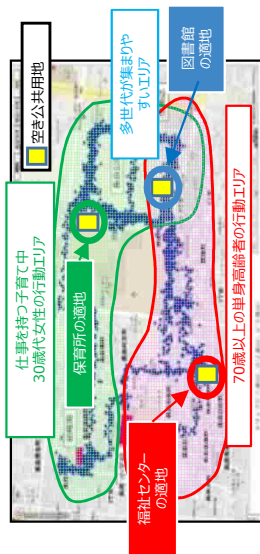 空き公共用地
仕事を持つ子育て中
30歳代女性の行動エリア
多世代が集まりや
すいエリア
図書館
の適地
保育所の適地
福祉センター
の適地
70歳以上の単身高齢者の行動エリア